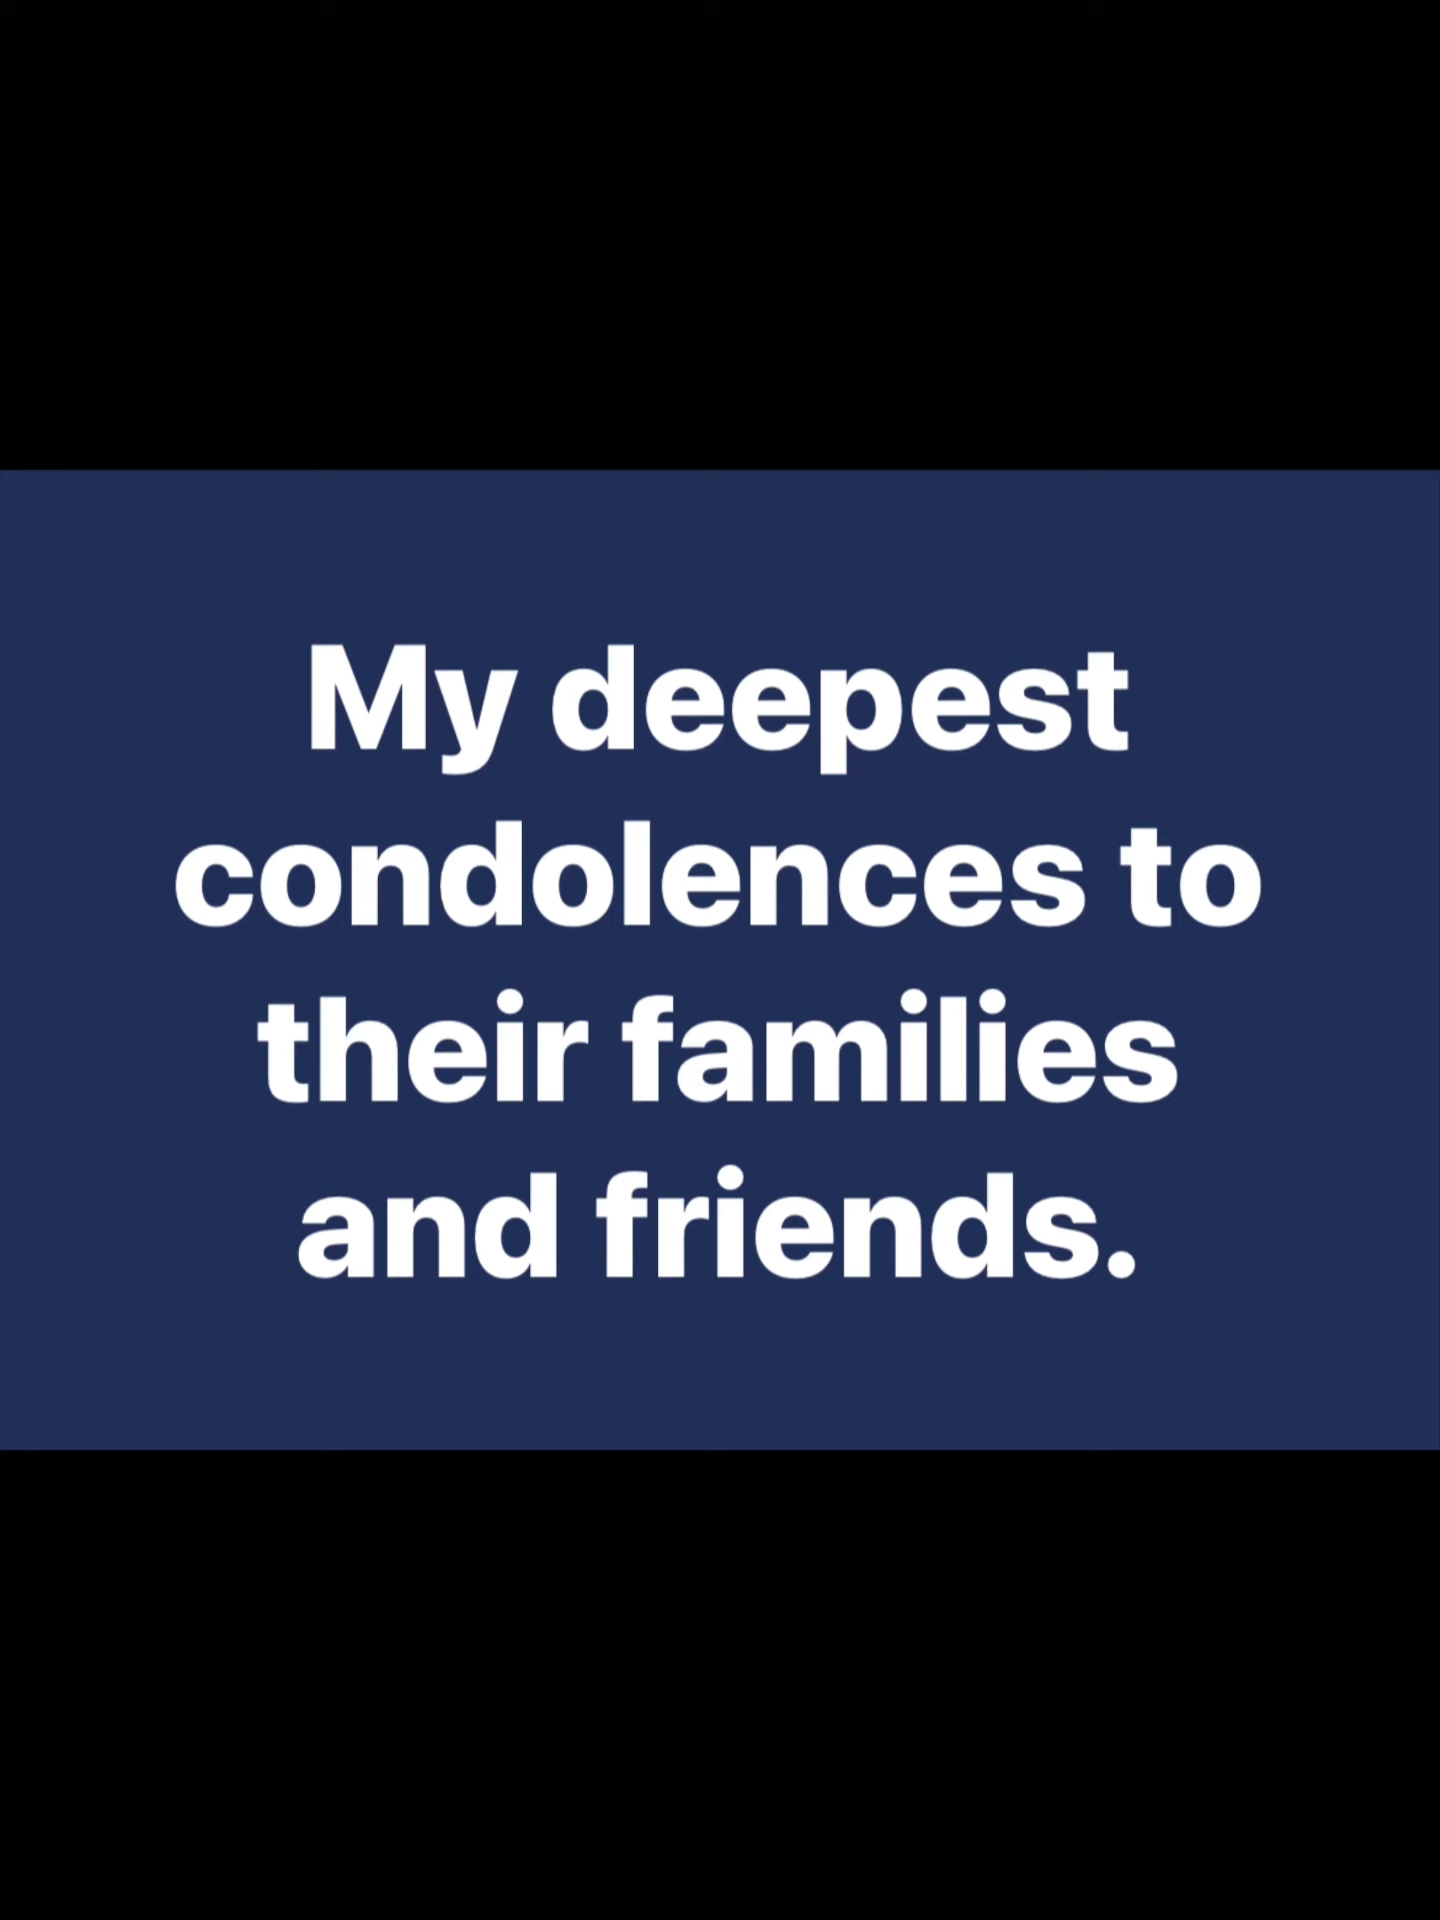 My deepest
condolences to
their families
and friends.